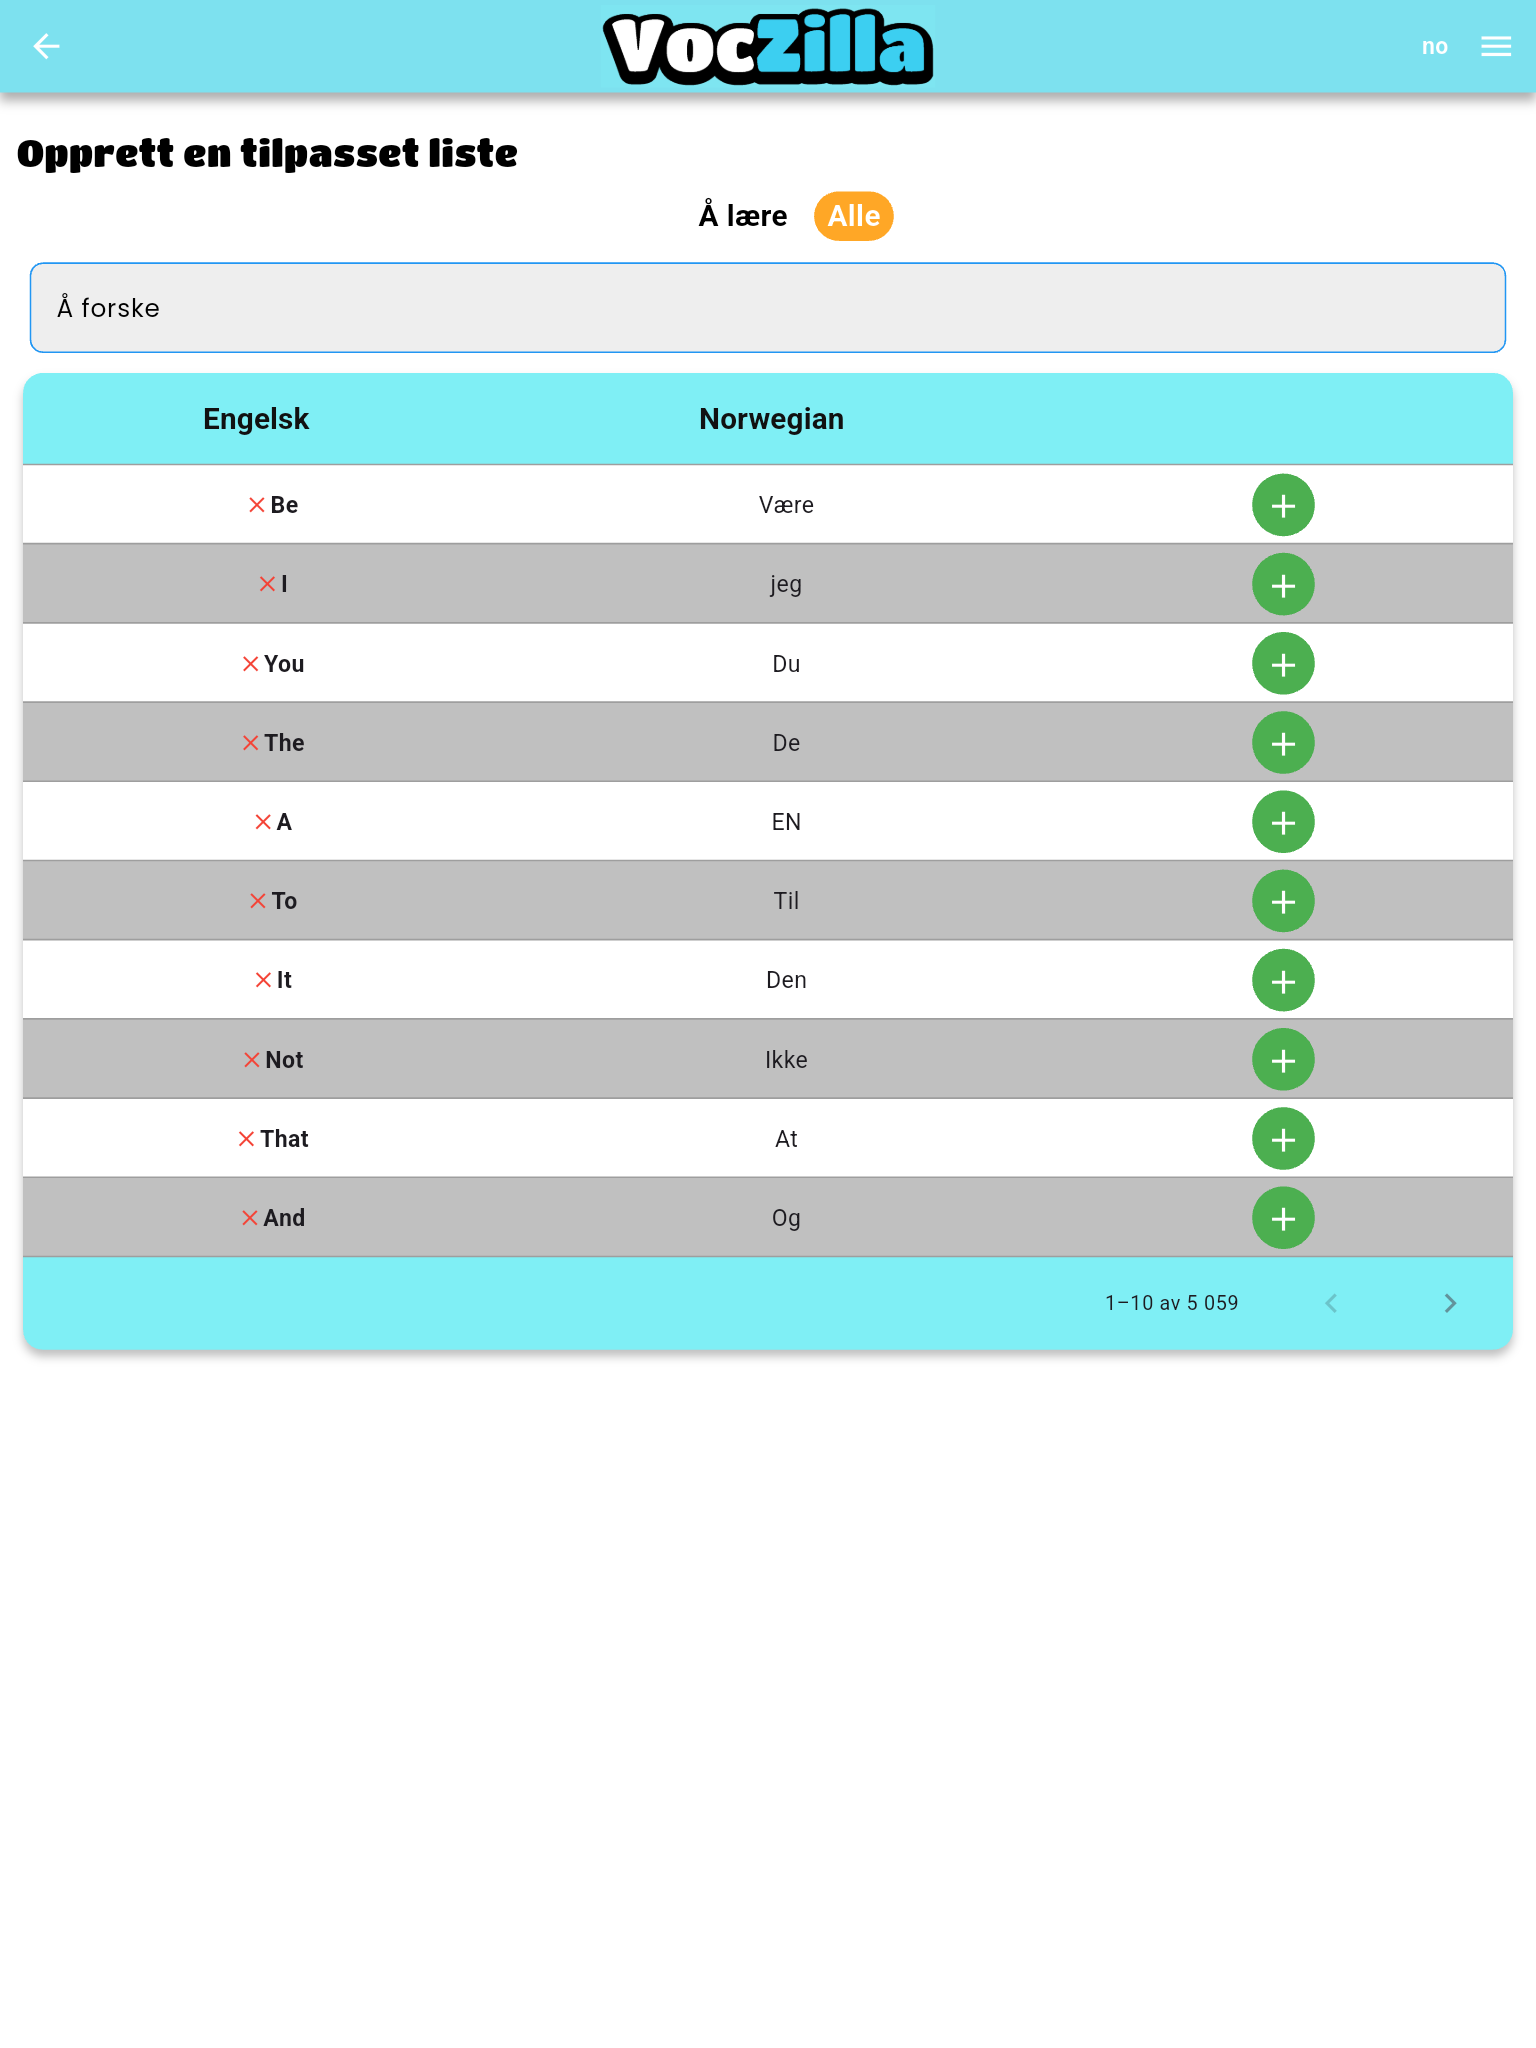 VocZilla
no
Opprett en tilpasset liste
Å lære Alle
Å forske
Engelsk Norwegian
Be Være
I jeg
You Du
The De
A EN
To Til
It Den
Not Ikke
That At
And Og
1–10 av 5 059